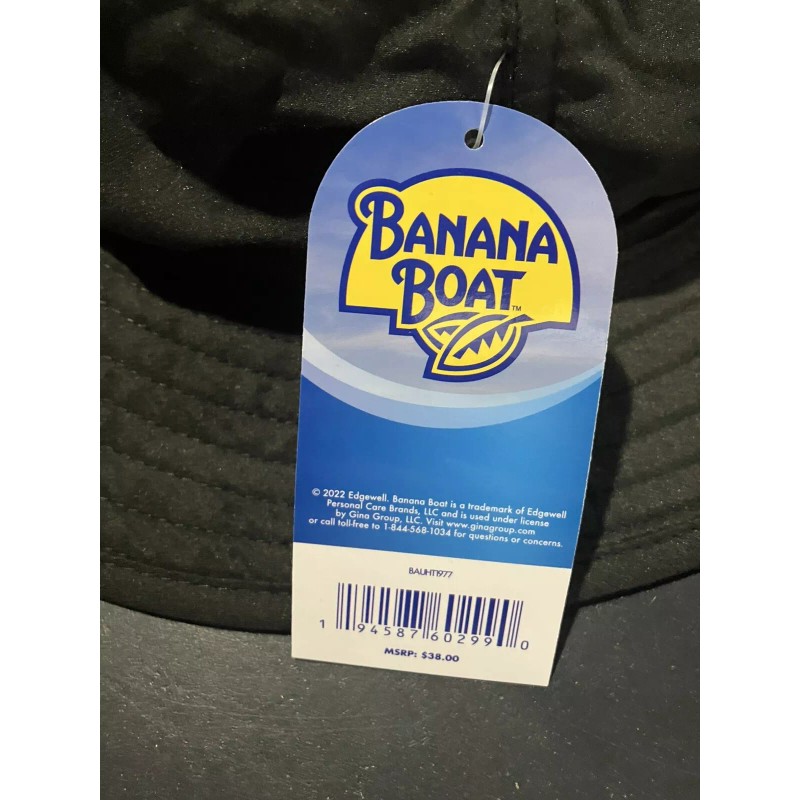 BANANA
BOAT™
© 2022 Edgewell. Banana Boat is a trademark of Edgewell
Personal Care Brands, LLC and is used under license
by Gina Group, LLC. Visit www.ginagroup.com
or call toll-free to 1-844-568-1034 for questions or concerns.
BAUHT1977
1 94587 60299 0
MSRP: $38.00